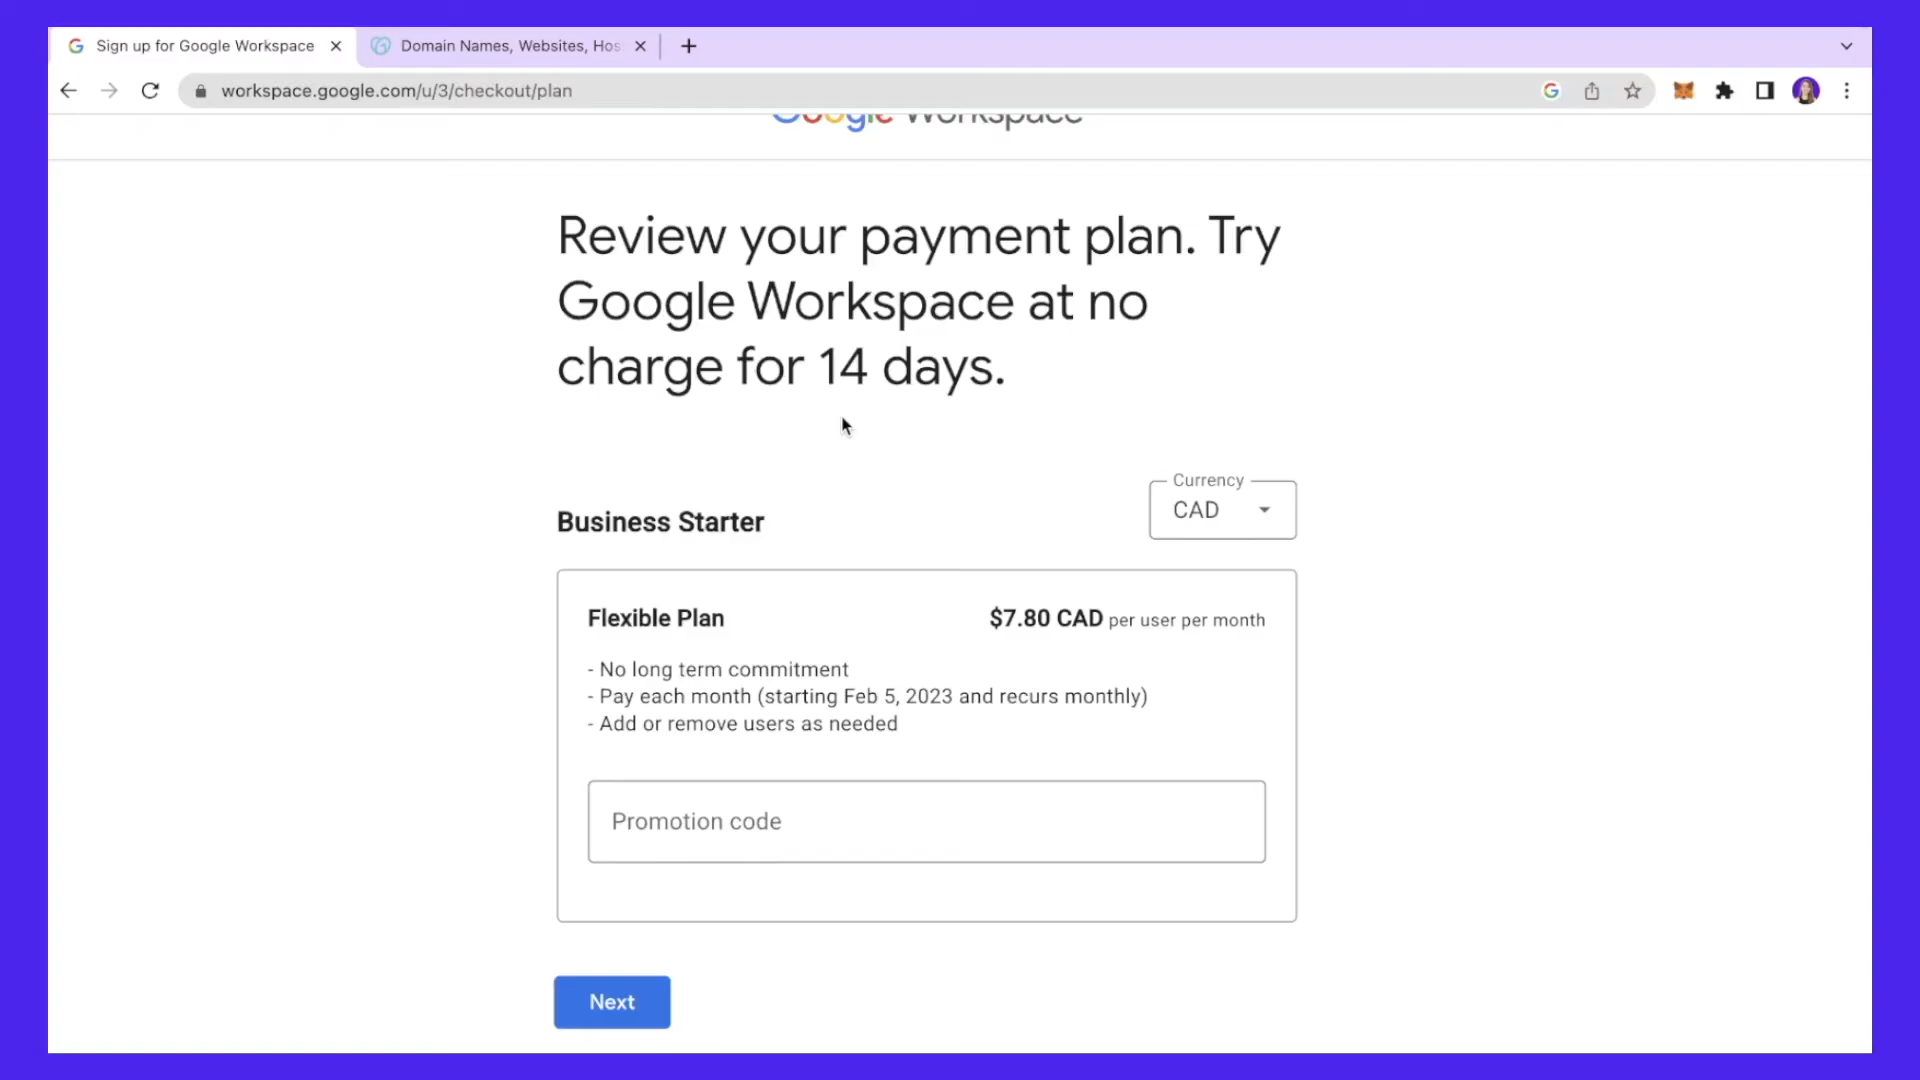 Sign up for Google Workspace
Domain Names, Websites, Hos
workspace.google.com/u/3/checkout/plan
Google Workspace
Review your payment plan. Try
Google Workspace at no
charge for 14 days.
Currency
CAD
Business Starter
Flexible Plan
$7.80 CAD per user per month
- No long term commitment
- Pay each month (starting Feb 5, 2023 and recurs monthly)
- Add or remove users as needed
Promotion code
Next